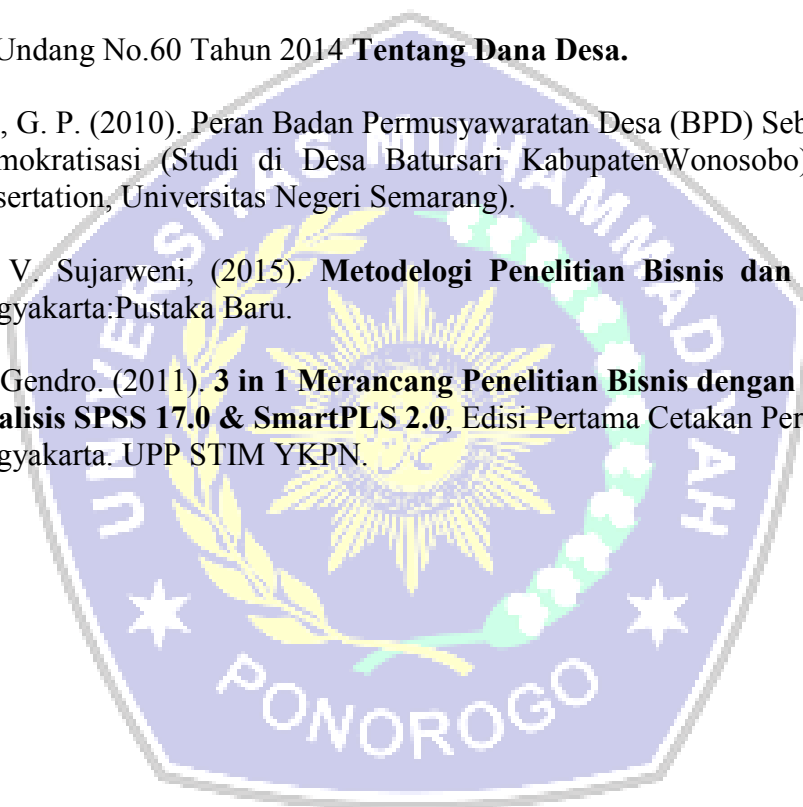 Undang No.60 Tahun 2014 Tentang Dana Desa.
, G. P. (2010). Peran Badan Permusyawaratan Desa (BPD) Seb
mokratisasi (Studi di Desa Batursari KabupatenWonosobo)
sertation, Universitas Negeri Semarang).
V. Sujarweni, (2015). Metodelogi Penelitian Bisnis dan
gyakarta:Pustaka Baru.
Gendro. (2011). 3 in 1 Merancang Penelitian Bisnis dengan
alisis SPSS 17.0 & SmartPLS 2.0, Edisi Pertama Cetakan Per
gyakarta. UPP STIM YKPN.
UNIVERSITAS MUHAMMADIYAH
PONOROGO